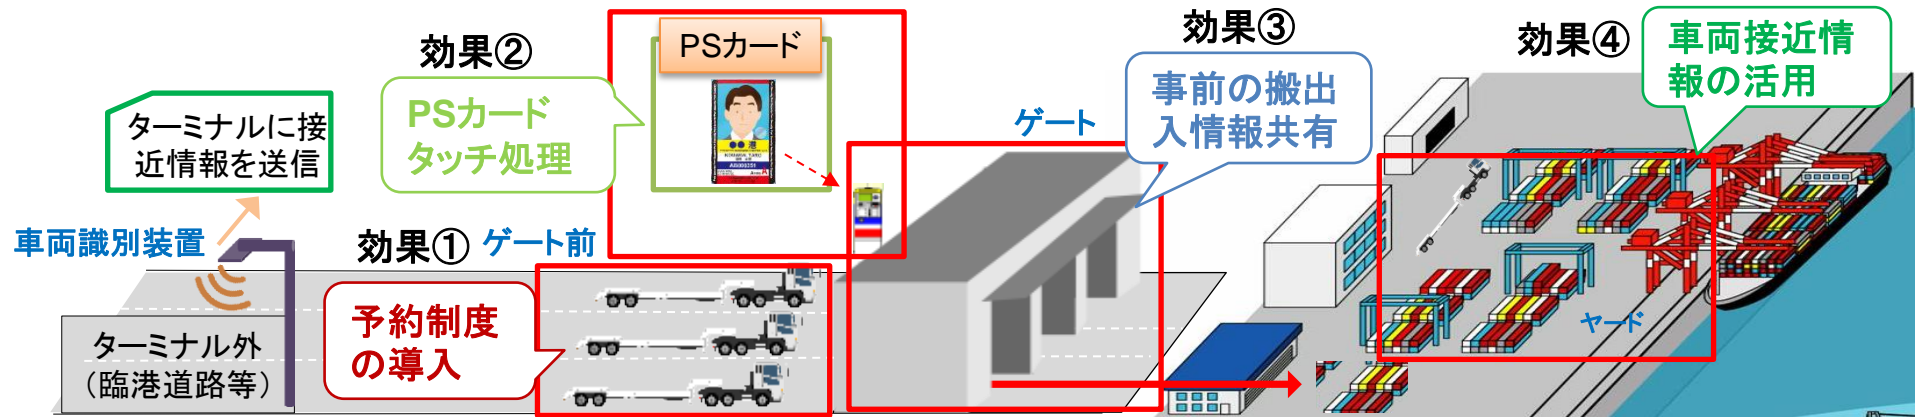 効果②
PSカード
タッチ処理
PSカード
●● 港
効果③
事前の搬出
入情報共有
効果④
車両接近情
報の活用
ゲート
ターミナルに接
近情報を送信
車両識別装置
効果①
ゲート前
予約制度
の導入
ターミナル外
（臨港道路等）
ヤード